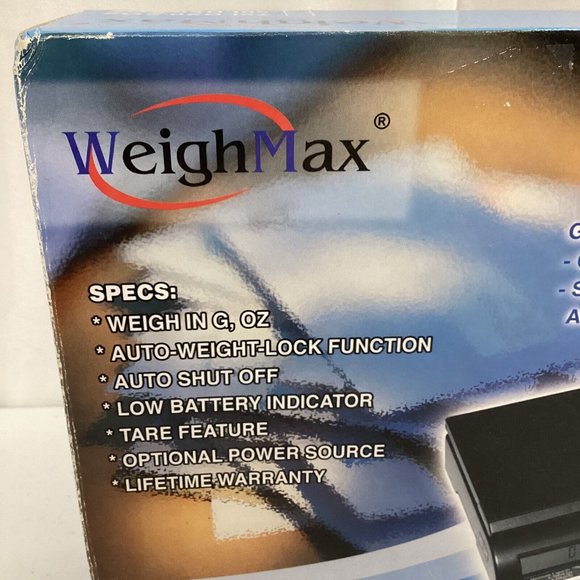 WeighMax
WeighMax®
SPECS:
* WEIGH IN G, OZ
* AUTO-WEIGHT-LOCK FUNCTION
* AUTO SHUT OFF
* LOW BATTERY INDICATOR
* TARE FEATURE
* OPTIONAL POWER SOURCE
* LIFETIME WARRANTY